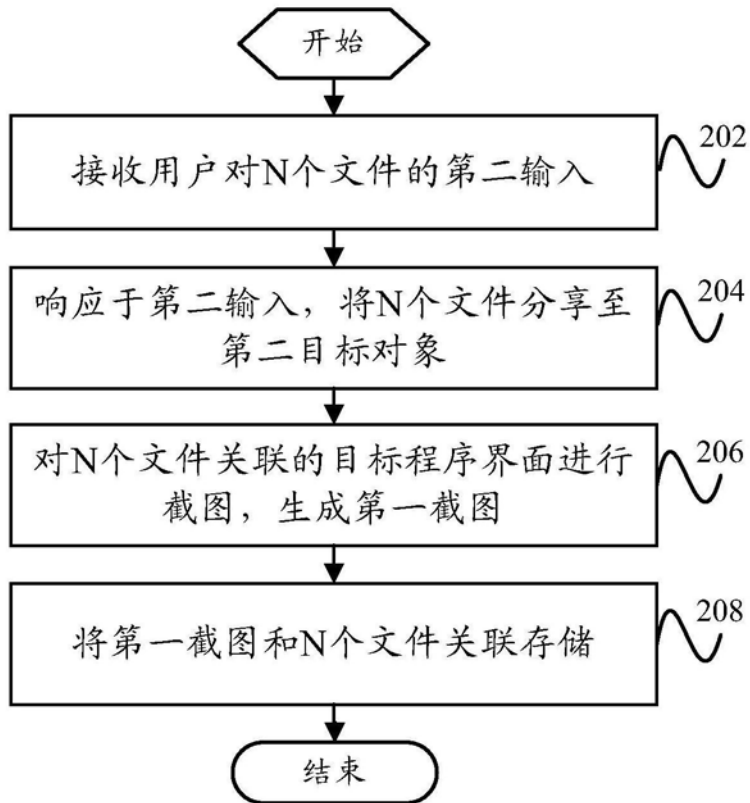 开始
接收用户对N个文件的第二输入
202
响应于第二输入，将N个文件分享至
第二目标对象
204
对N个文件关联的目标程序界面进行
截图，生成第一截图
206
将第一截图和N个文件关联存储
208
结束